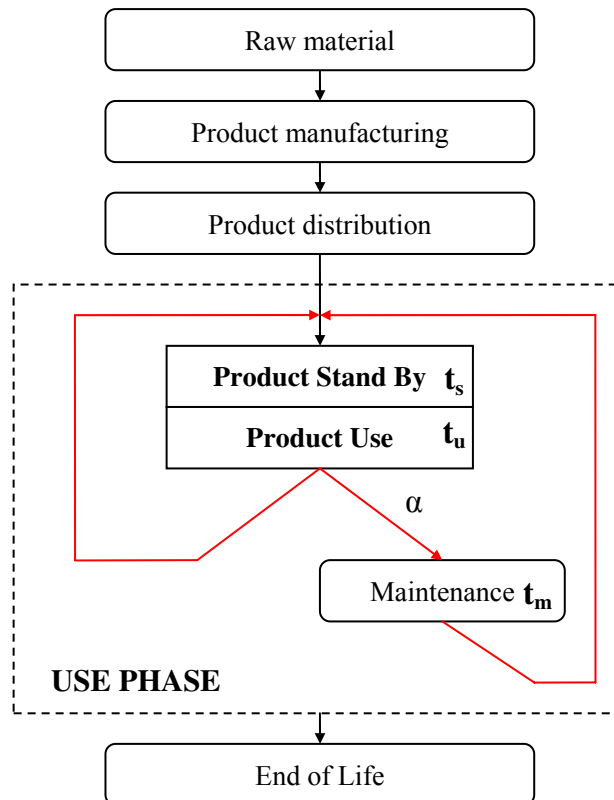 Raw material
Product manufacturing
Product distribution
Product Stand By tₛ
Product Use tᵤ
α
Maintenance tₘ
USE PHASE
End of Life